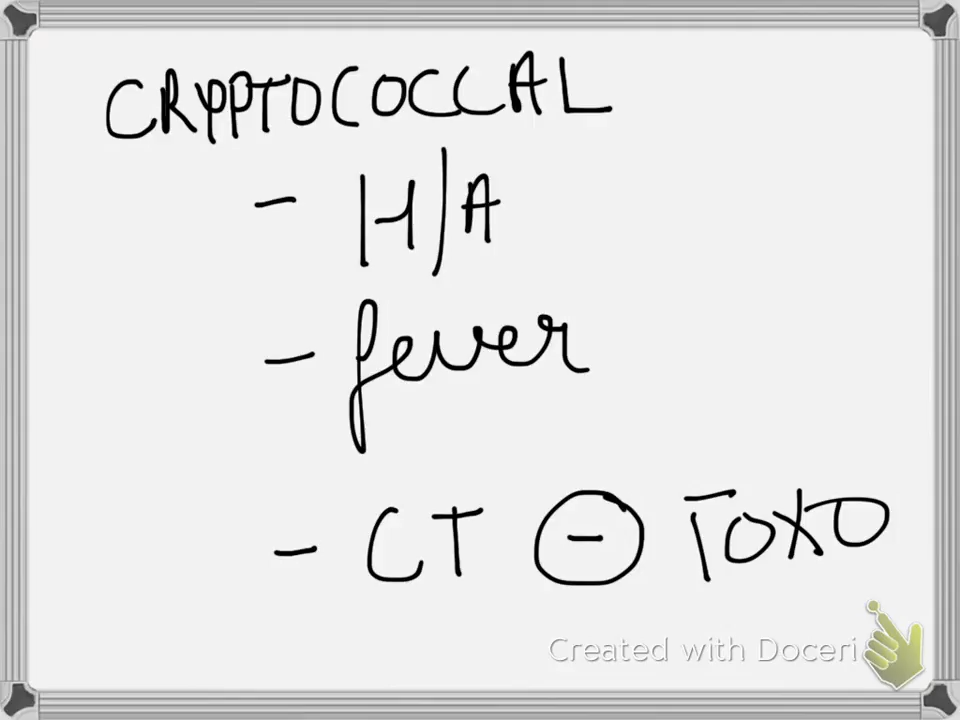 CRYPTOCOCCAL
- H/A
- fever
- CT ⊖ TOXO
Created with Doceri